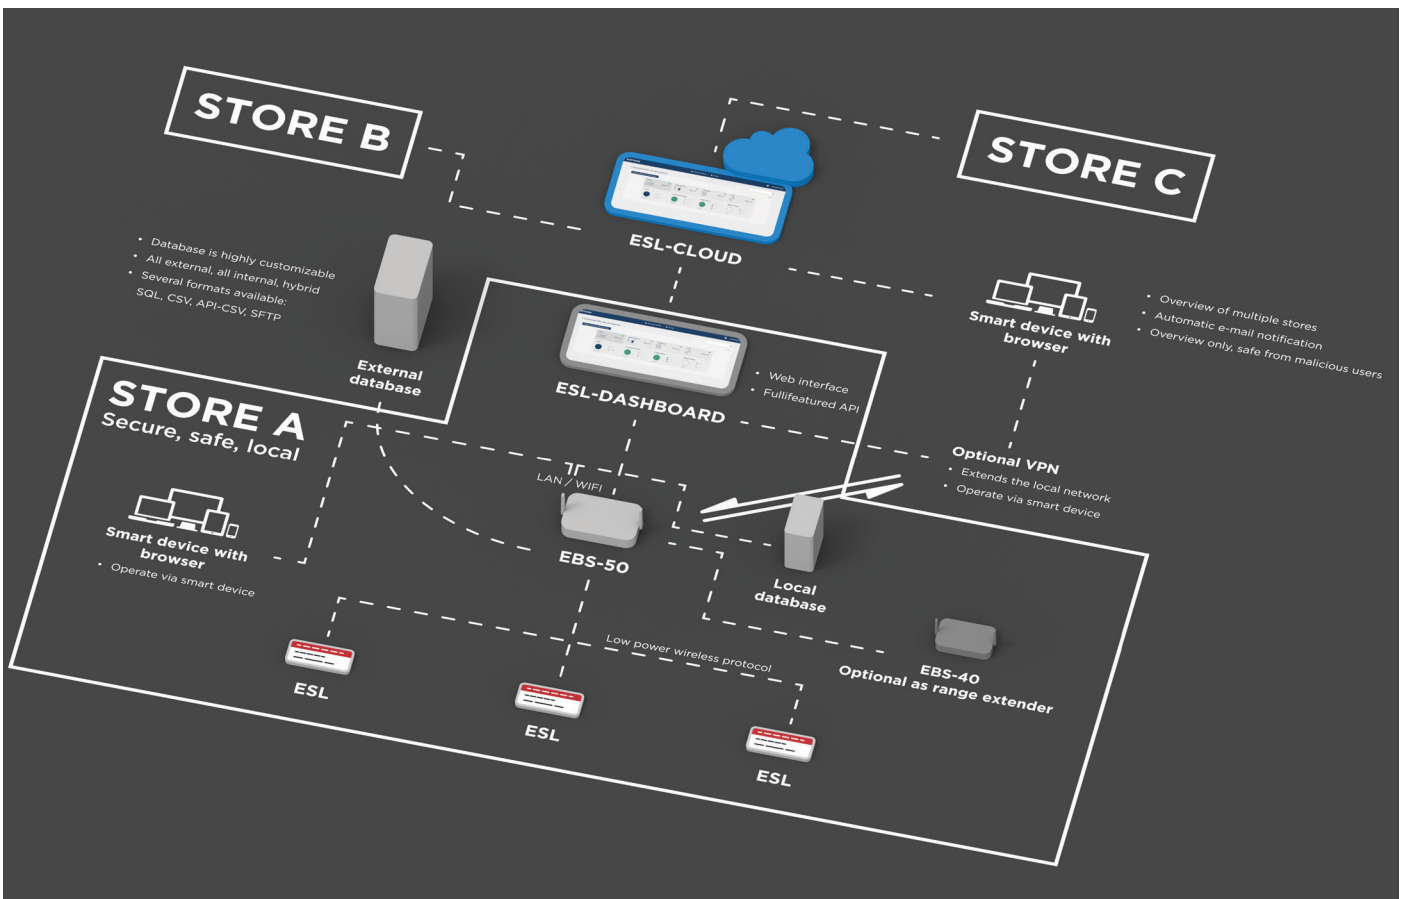 STORE B
STORE C
ESL-CLOUD
• Database is highly customizable
• All external, all internal, hybrid
• Several formats available:
SQL, CSV, API-CSV, SFTP
External
database
Smart device with
browser
• Overview of multiple stores
• Automatic e-mail notification
• Overview only, safe from malicious users
ESL-DASHBOARD
• Web interface
• Fullifeatured API
STORE A
Secure, safe, local
Optional VPN
• Extends the local network
• Operate via smart device
LAN / WIFI
EBS-50
Smart device with
browser
• Operate via smart device
Local
database
Low power wireless protocol
EBS-40
Optional as range extender
ESL
ESL
ESL